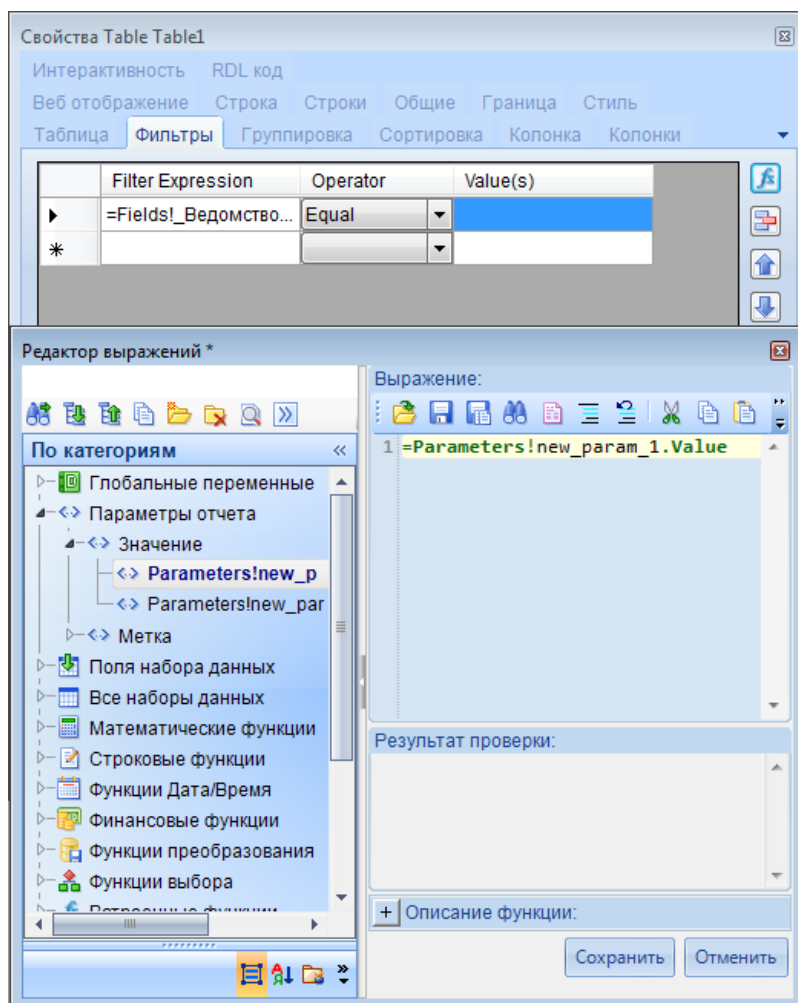 Свойства Table Table1
Интерактивность RDL код
Веб отображение Строка Строки Общие Граница Стиль
Таблица Фильтры Группировка Сортировка Колонка Колонки
Filter Expression Operator Value(s)
=Fields!_Ведомство... Equal
Редактор выражений *
Выражение:
По категориям
1 =Parameters!new_param_1.Value
Глобальные переменные
Параметры отчета
Значение
Parameters!new_p
Parameters!new_par
Метка
Поля набора данных
Все наборы данных
Математические функции
Строковые функции
Функции Дата/Время
Финансовые функции
Функции преобразования
Функции выбора
Результат проверки:
+ Описание функции:
Сохранить Отменить